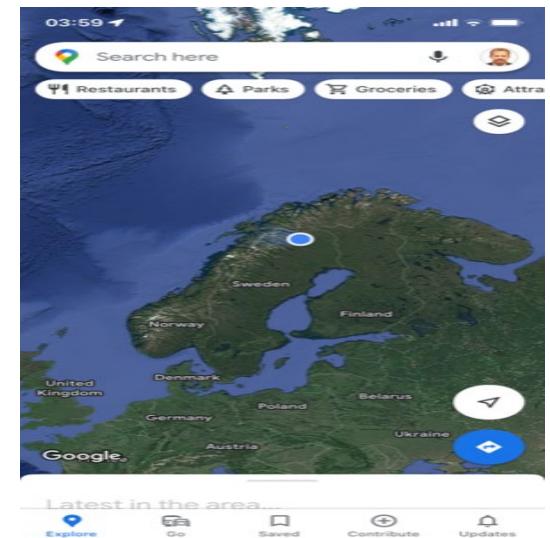 03:59
Search here
Restaurants
Parks
Groceries
Attra
Sweden
Finland
Norway
Denmark
United
Kingdom
Belarus
Poland
Germany
Ukraine
Austria
Google
Latest in the area...
Explore
Go
Saved
Contribute
Updates